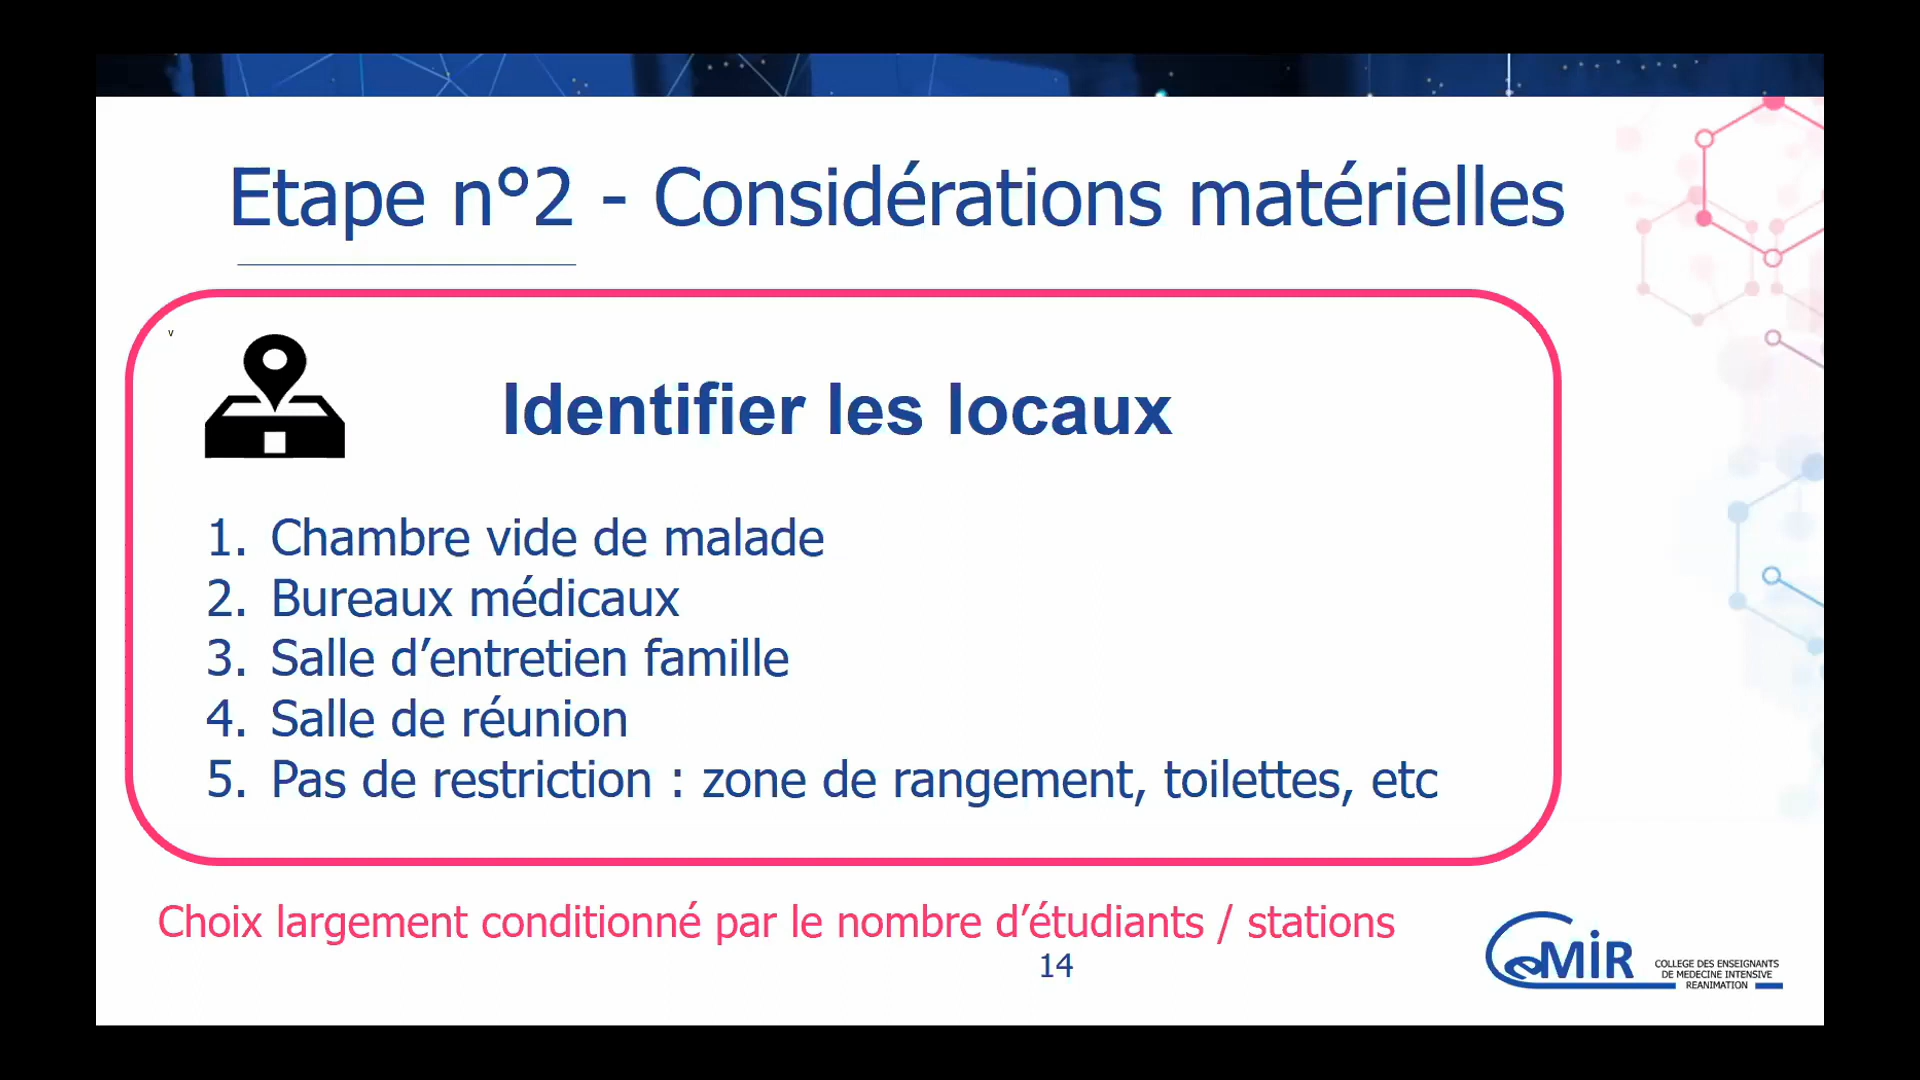 Etape n°2 - Considérations matérielles
v
Identifier les locaux
1. Chambre vide de malade
2. Bureaux médicaux
3. Salle d’entretien famille
4. Salle de réunion
5. Pas de restriction : zone de rangement, toilettes, etc
Choix largement conditionné par le nombre d’étudiants / stations
14
CeMiR
COLLEGE DES ENSEIGNANTS
DE MEDECINE INTENSIVE
REANIMATION